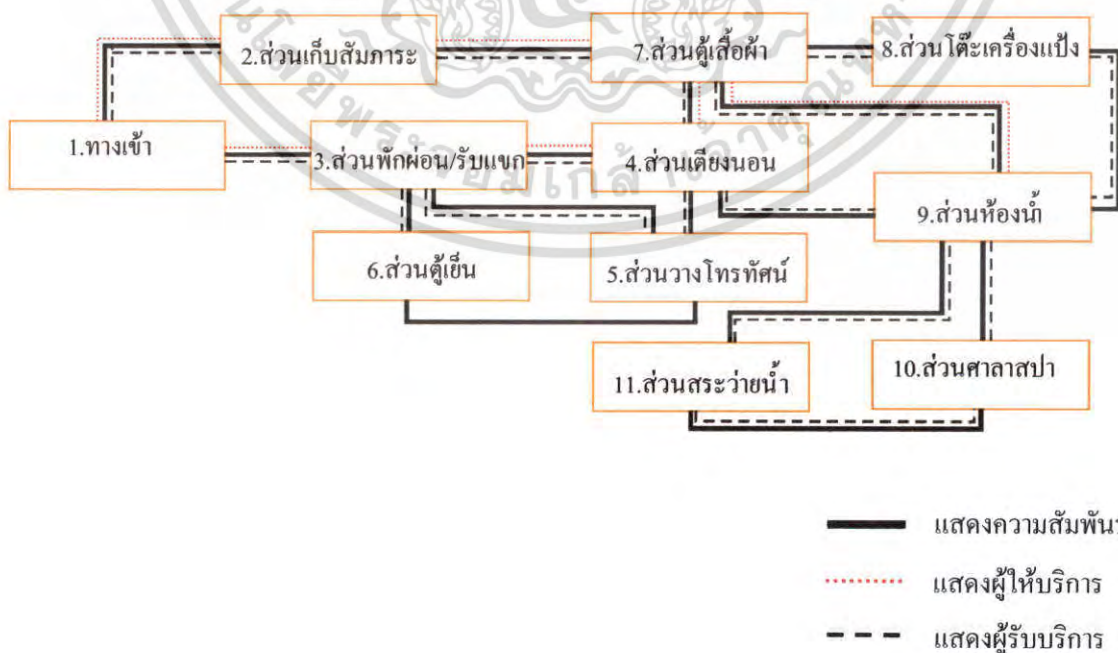 2.ส่วนเก็บสัมภาระ
7.ส่วนตู้เสื้อผ้า
8.ส่วนโต๊ะเครื่องแป้ง
1.ทางเข้า
3.ส่วนพักผ่อน/รับแขก
4.ส่วนเตียงนอน
9.ส่วนห้องน้ำ
6.ส่วนตู้เย็น
5.ส่วนวางโทรทัศน์
11.ส่วนสระว่ายน้ำ
10.ส่วนศาลาสปา
แสดงความสัมพัน
แสดงผู้ให้บริการ
แสดงผู้รับบริการ